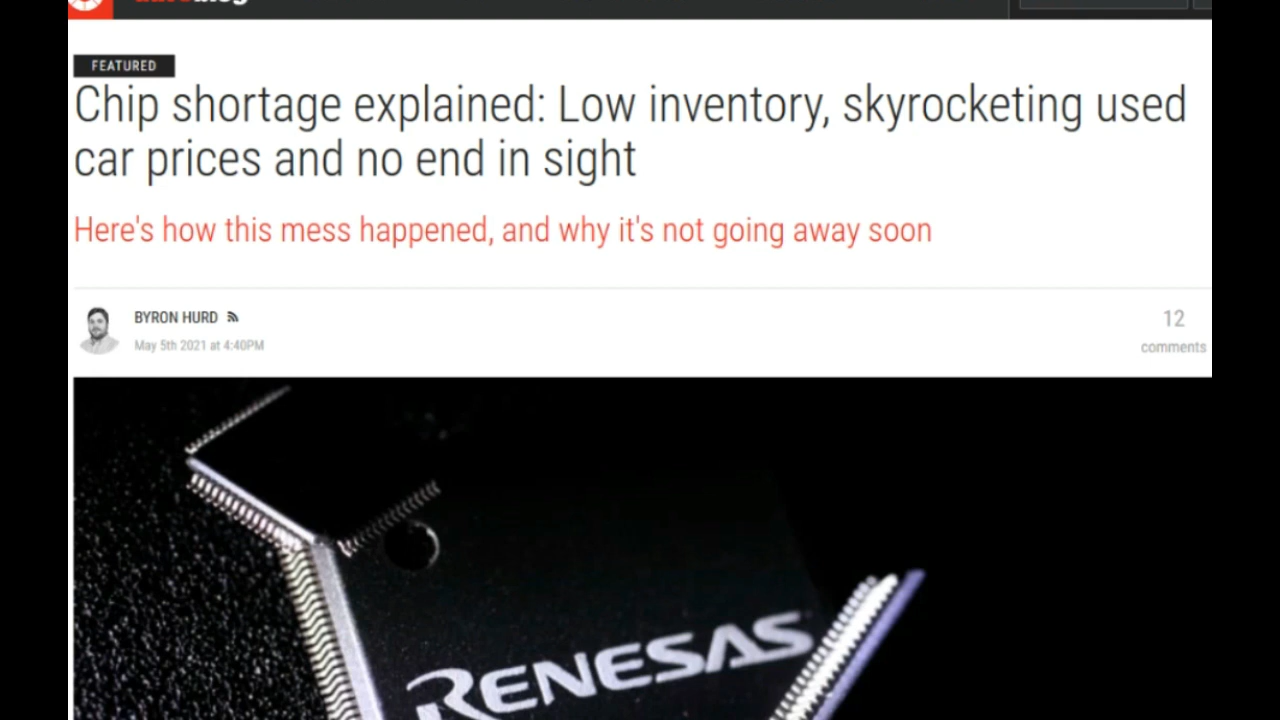 FEATURED
Chip shortage explained: Low inventory, skyrocketing used
car prices and no end in sight
Here's how this mess happened, and why it's not going away soon
BYRON HURD
May 5th 2021 at 4:40PM
12
comments
RENESAS